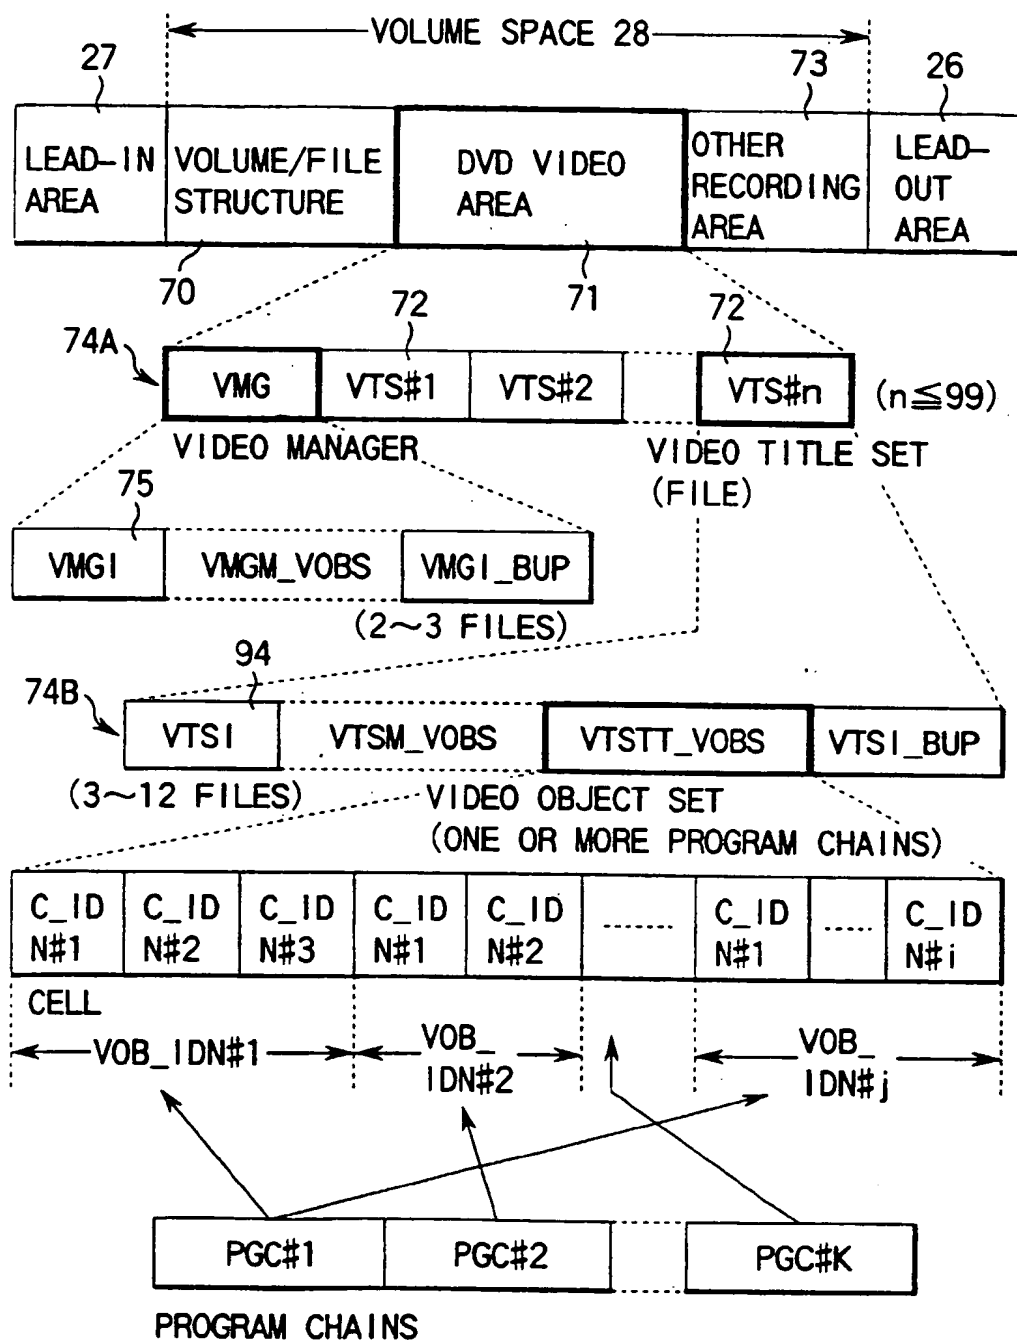 VOLUME SPACE 28
27
73
26
LEAD-IN AREA
VOLUME/FILE STRUCTURE
DVD VIDEO AREA
OTHER RECORDING AREA
LEAD-OUT AREA
70
71
72
72
74A
VMG
VTS#1
VTS#2
VTS#n
(n≦99)
VIDEO MANAGER
VIDEO TITLE SET
(FILE)
75
VMGI
VMGM_VOBS
VMGI_BUP
(2~3 FILES)
94
74B
VTSI
VTSM_VOBS
VTSTT_VOBS
VTSI_BUP
(3~12 FILES)
VIDEO OBJECT SET
(ONE OR MORE PROGRAM CHAINS)
C_ID N#1
C_ID N#2
C_ID N#3
C_ID N#1
C_ID N#2
C_ID N#1
C_ID N#i
CELL
VOB_IDN#1
VOB_IDN#2
VOB_IDN#j
PGC#1
PGC#2
PGC#K
PROGRAM CHAINS